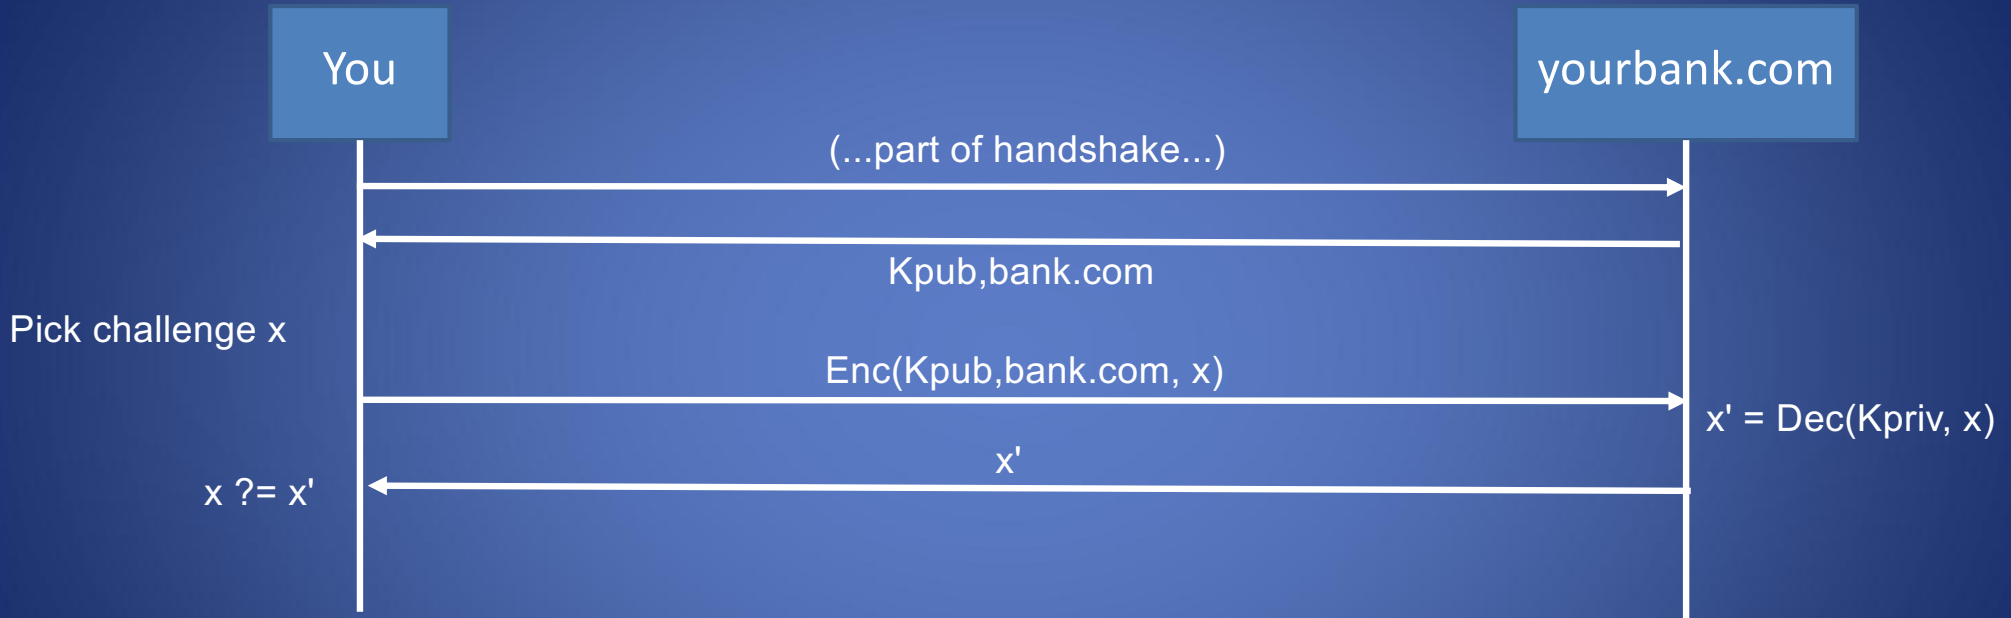 You
yourbank.com
(...part of handshake...)
Kpub,bank.com
Pick challenge x
Enc(Kpub,bank.com, x)
x' = Dec(Kpriv, x)
x'
x ?= x'